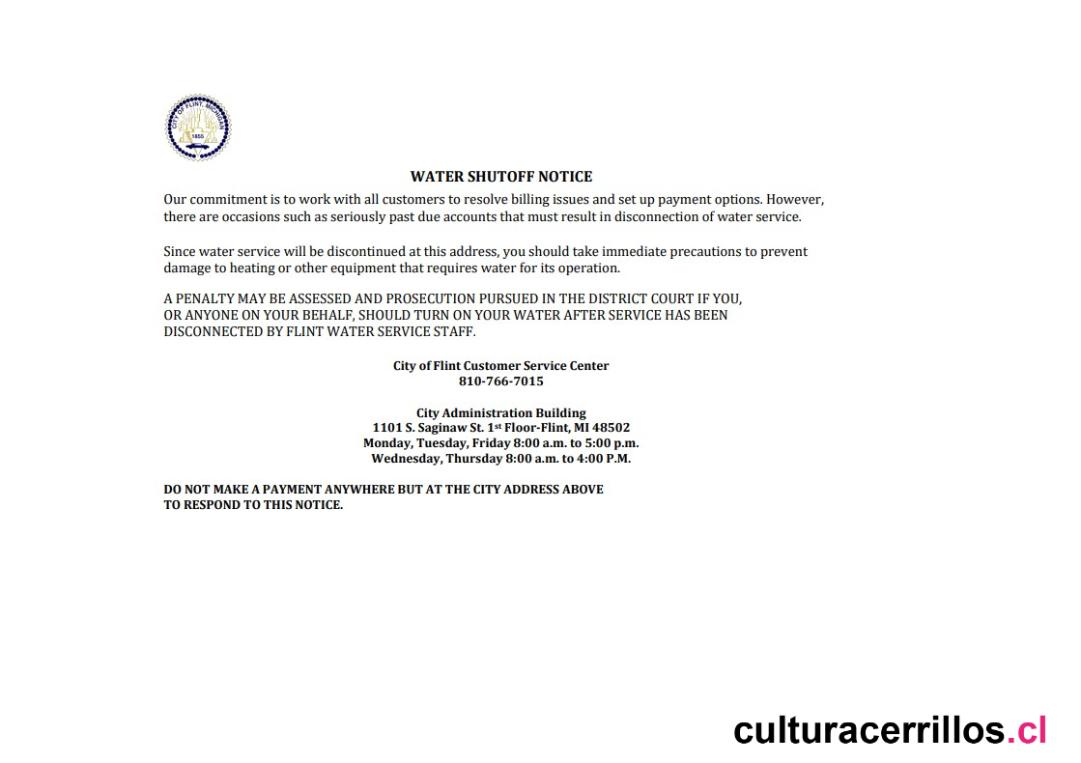 CITY OF FLINT, MICHIGAN
1855
WATER SHUTOFF NOTICE
Our commitment is to work with all customers to resolve billing issues and set up payment options. However,
there are occasions such as seriously past due accounts that must result in disconnection of water service.
Since water service will be discontinued at this address, you should take immediate precautions to prevent
damage to heating or other equipment that requires water for its operation.
A PENALTY MAY BE ASSESSED AND PROSECUTION PURSUED IN THE DISTRICT COURT IF YOU,
OR ANYONE ON YOUR BEHALF, SHOULD TURN ON YOUR WATER AFTER SERVICE HAS BEEN
DISCONNECTED BY FLINT WATER SERVICE STAFF.
City of Flint Customer Service Center
810-766-7015
City Administration Building
1101 S. Saginaw St. 1st Floor-Flint, MI 48502
Monday, Tuesday, Friday 8:00 a.m. to 5:00 p.m.
Wednesday, Thursday 8:00 a.m. to 4:00 P.M.
DO NOT MAKE A PAYMENT ANYWHERE BUT AT THE CITY ADDRESS ABOVE
TO RESPOND TO THIS NOTICE.
culturacerrillos.cl